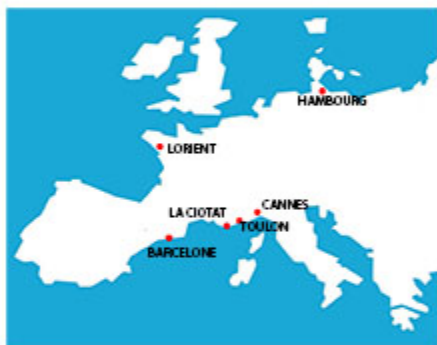 HAMBOURG
LORIENT
CANNES
LA CIOTAT
TOULON
BARCELONE